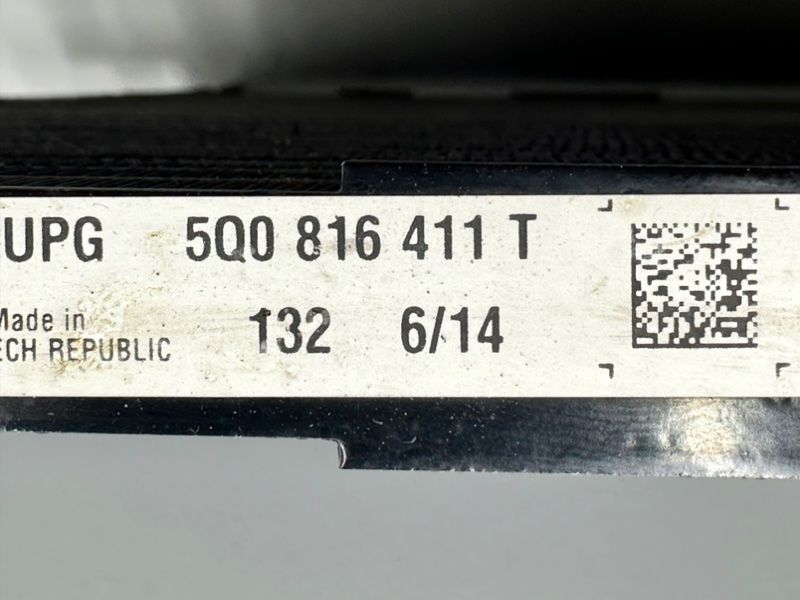 UPG 5Q0 816 411 T
Made in 132 6/14
ECH REPUBLIC